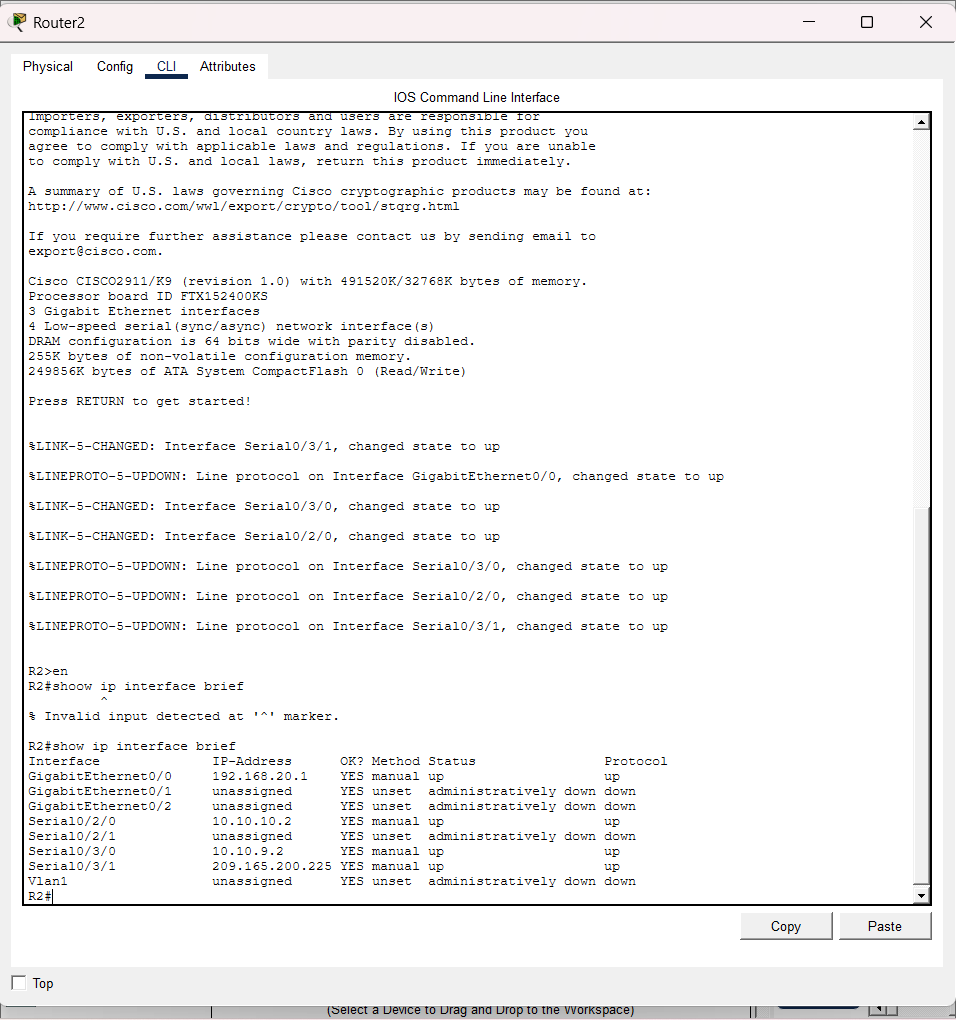 Router2
Physical Config CLI Attributes
IOS Command Line Interface
importers, exporters, distributors and users are responsible for
compliance with U.S. and local country laws. By using this product you
agree to comply with applicable laws and regulations. If you are unable
to comply with U.S. and local laws, return this product immediately.
A summary of U.S. laws governing Cisco cryptographic products may be found at:
http://www.cisco.com/wwl/export/crypto/tool/stqrg.html
If you require further assistance please contact us by sending email to
export@cisco.com.
Cisco CISCO2911/K9 (revision 1.0) with 491520K/32768K bytes of memory.
Processor board ID FTX152400KS
3 Gigabit Ethernet interfaces
4 Low-speed serial(sync/async) network interface(s)
DRAM configuration is 64 bits wide with parity disabled.
255K bytes of non-volatile configuration memory.
249856K bytes of ATA System CompactFlash 0 (Read/Write)
Press RETURN to get started!
%LINK-5-CHANGED: Interface Serial0/3/1, changed state to up
%LINEPROTO-5-UPDOWN: Line protocol on Interface GigabitEthernet0/0, changed state to up
%LINK-5-CHANGED: Interface Serial0/3/0, changed state to up
%LINK-5-CHANGED: Interface Serial0/2/0, changed state to up
%LINEPROTO-5-UPDOWN: Line protocol on Interface Serial0/3/0, changed state to up
%LINEPROTO-5-UPDOWN: Line protocol on Interface Serial0/2/0, changed state to up
%LINEPROTO-5-UPDOWN: Line protocol on Interface Serial0/3/1, changed state to up
R2>en
R2#shoow ip interface brief
^
% Invalid input detected at '^' marker.
R2#show ip interface brief
Interface IP-Address OK? Method Status Protocol
GigabitEthernet0/0 192.168.20.1 YES manual up up
GigabitEthernet0/1 unassigned YES unset administratively down down
GigabitEthernet0/2 unassigned YES unset administratively down down
Serial0/2/0 10.10.10.2 YES manual up up
Serial0/2/1 unassigned YES unset administratively down down
Serial0/3/0 10.10.9.2 YES manual up up
Serial0/3/1 209.165.200.225 YES manual up up
Vlan1 unassigned YES unset administratively down down
R2#
Copy Paste
Top
(Select a Device to Drag and Drop to the Workspace)